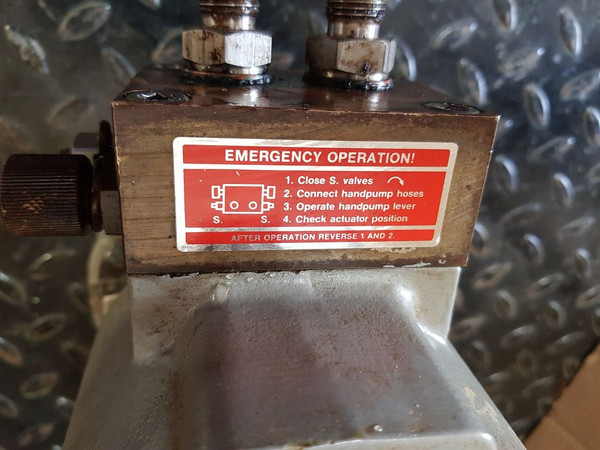 EMERGENCY OPERATION!
1. Close S. valves
2. Connect handpump hoses
3. Operate handpump lever
S. S. 4. Check actuator position
AFTER OPERATION REVERSE 1 AND 2.